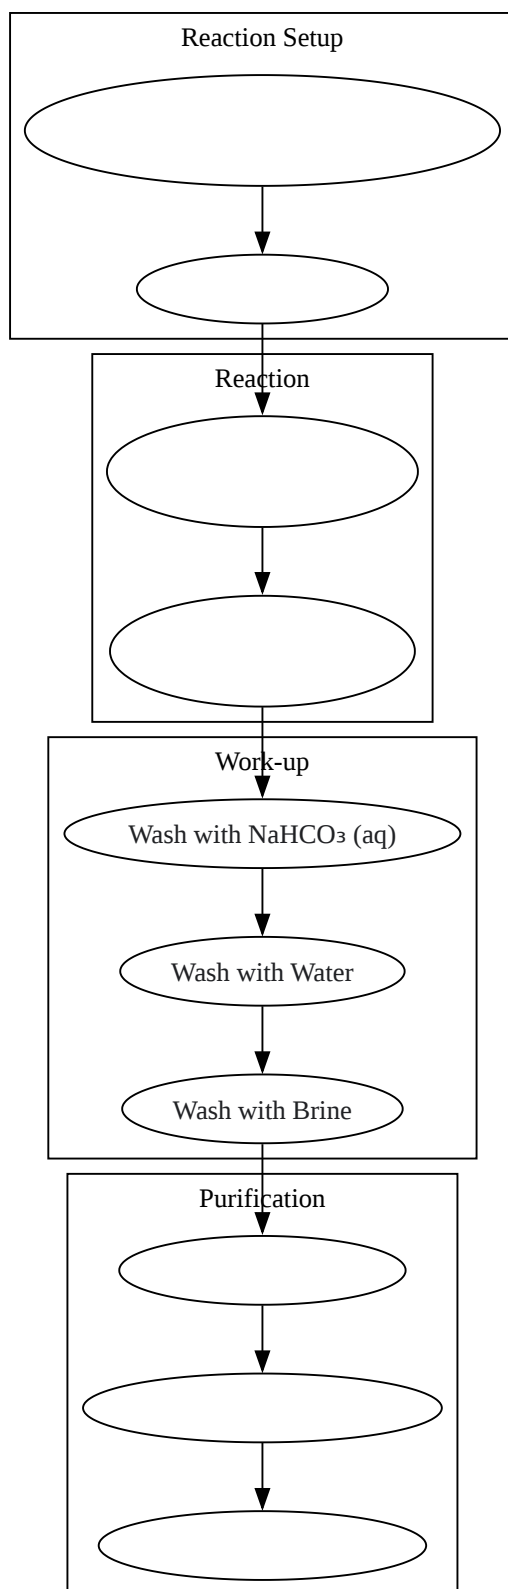 Reaction Setup
Reaction
Work-up
Wash with NaHCO₃ (aq)
Wash with Water
Wash with Brine
Purification